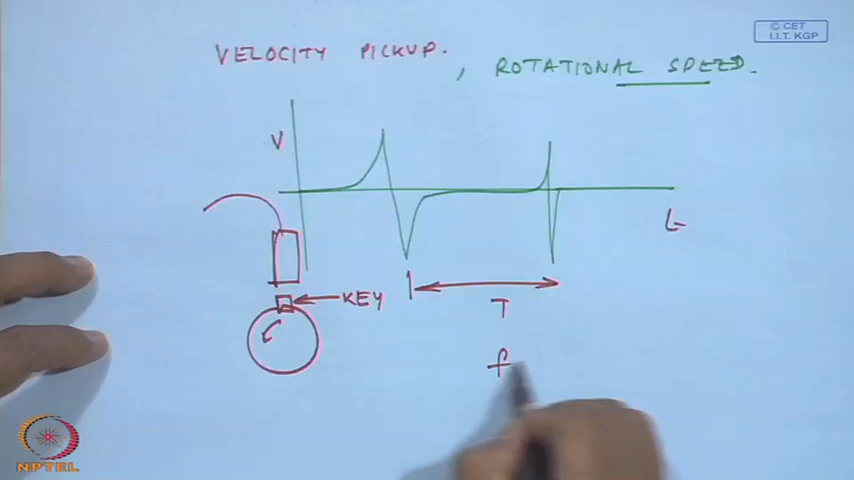 © CET
I.I.T. KGP
VELOCITY PICKUP.
, ROTATIONAL SPEED.
V
t
KEY
T
f
NPTEL